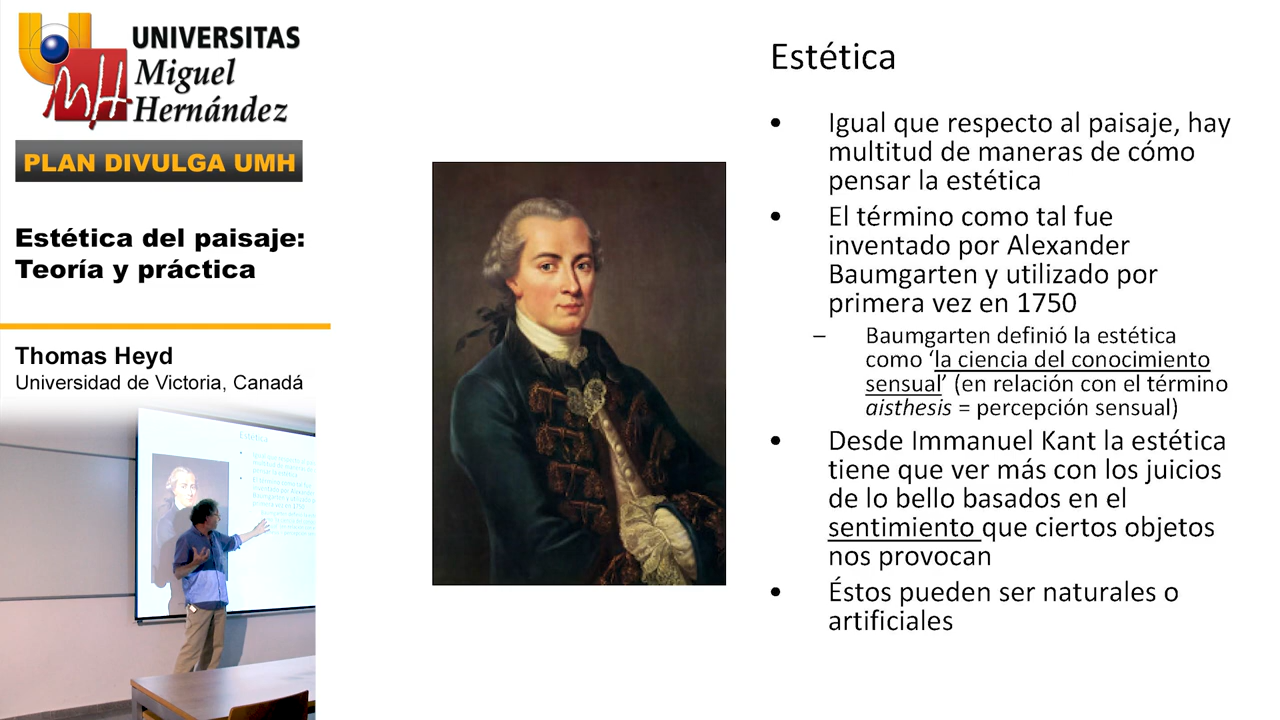 UNIVERSITAS
Miguel
Hernández
PLAN DIVULGA UMH
Estética del paisaje:
Teoría y práctica
Thomas Heyd
Universidad de Victoria, Canadá
Estética
Estética
• Igual que respecto al paisaje, hay
multitud de maneras de cómo
pensar la estética
• El término como tal fue
inventado por Alexander
Baumgarten y utilizado por
primera vez en 1750
– Baumgarten definió la estética
como ‘la ciencia del conocimiento
sensual’ (en relación con el término
aisthesis = percepción sensual)
• Desde Immanuel Kant la estética
tiene que ver más con los juicios
de lo bello basados en el
sentimiento que ciertos objetos
nos provocan
• Éstos pueden ser naturales o
artificiales